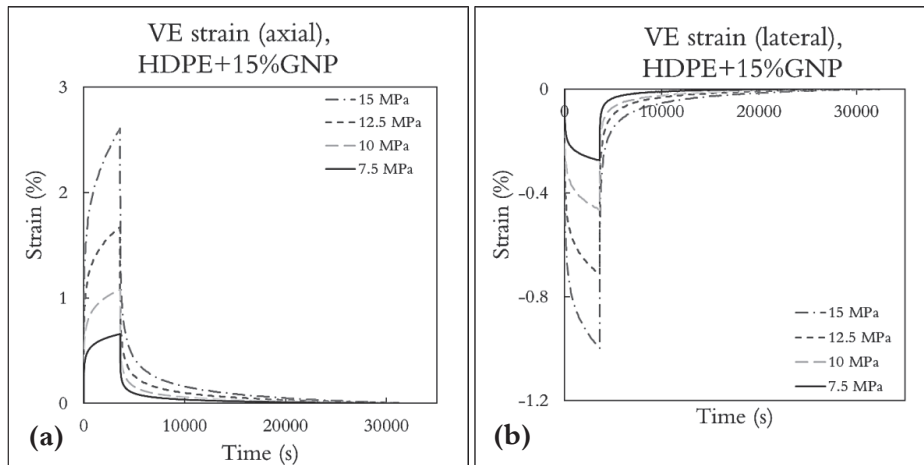 VE strain (axial),
HDPE+15%GNP
3
2
1
0
Strain (%)
15 MPa
12.5 MPa
10 MPa
7.5 MPa
0
10000
20000
30000
Time (s)
(a)
VE strain (lateral),
HDPE+15%GNP
0
-0.4
-0.8
-1.2
Strain (%)
0
10000
20000
30000
15 MPa
12.5 MPa
10 MPa
7.5 MPa
Time (s)
(b)